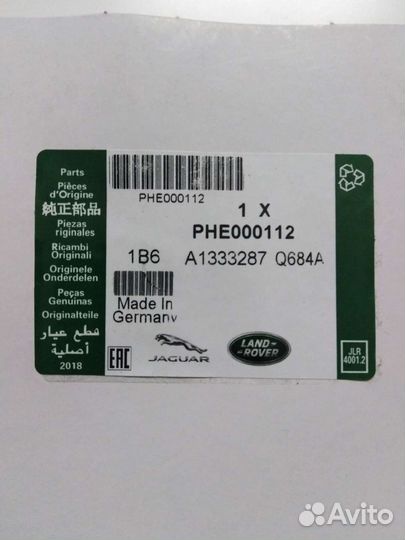 Parts
Pièces
d'Origine
純正部品
Piezas
riginales
Ricambi
Originali
Originele
Onderdelen
Peças
Genuinas
Originalteile
قطع غيار
أصلية
2018
PHE000112
1 X
PHE000112
1B6 A1333287 Q684A
Made In
Germany
EAC
JAGUAR
LAND-
ROVER
JLR
4001.2
Avito